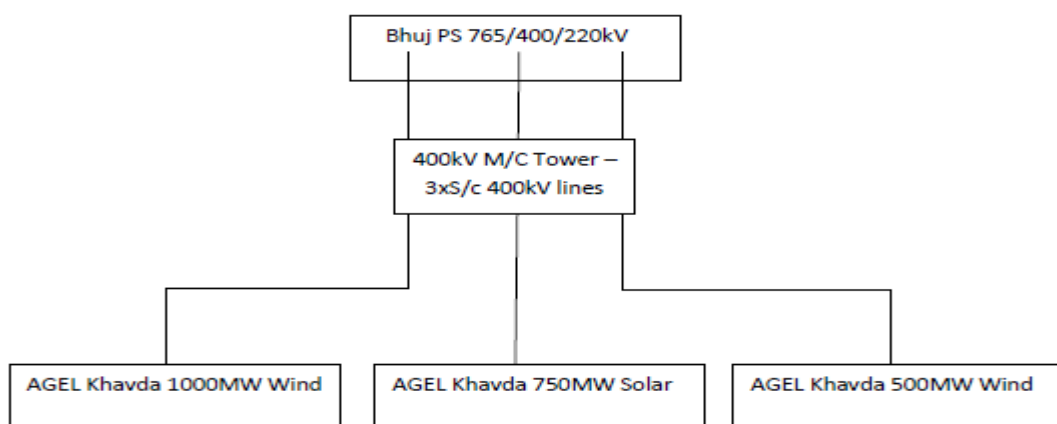 Bhuj PS 765/400/220kV
400kV M/C Tower –
3xS/c 400kV lines
AGEL Khavda 1000MW Wind
AGEL Khavda 750MW Solar
AGEL Khavda 500MW Wind